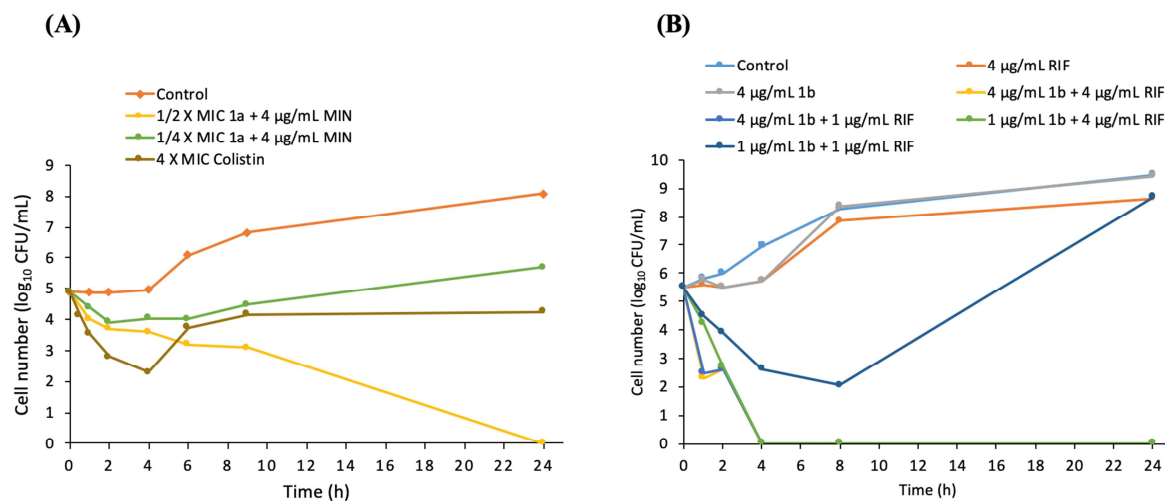 (A)
Control
1/2 X MIC 1a + 4 µg/mL MIN
1/4 X MIC 1a + 4 µg/mL MIN
4 X MIC Colistin
9
8
7
6
5
4
3
2
1
0
Cell number (log10 CFU/mL)
0 2 4 6 8 10 12 14 16 18 20 22 24
Time (h)
(B)
Control 4 µg/mL RIF
4 µg/mL 1b 4 µg/mL 1b + 4 µg/mL RIF
4 µg/mL 1b + 1 µg/mL RIF 1 µg/mL 1b + 4 µg/mL RIF
1 µg/mL 1b + 1 µg/mL RIF
10
9
8
7
6
5
4
3
2
1
0
Cell number (log10 CFU/mL)
0 2 4 6 8 10 12 14 16 18 20 22 24
Time (h)